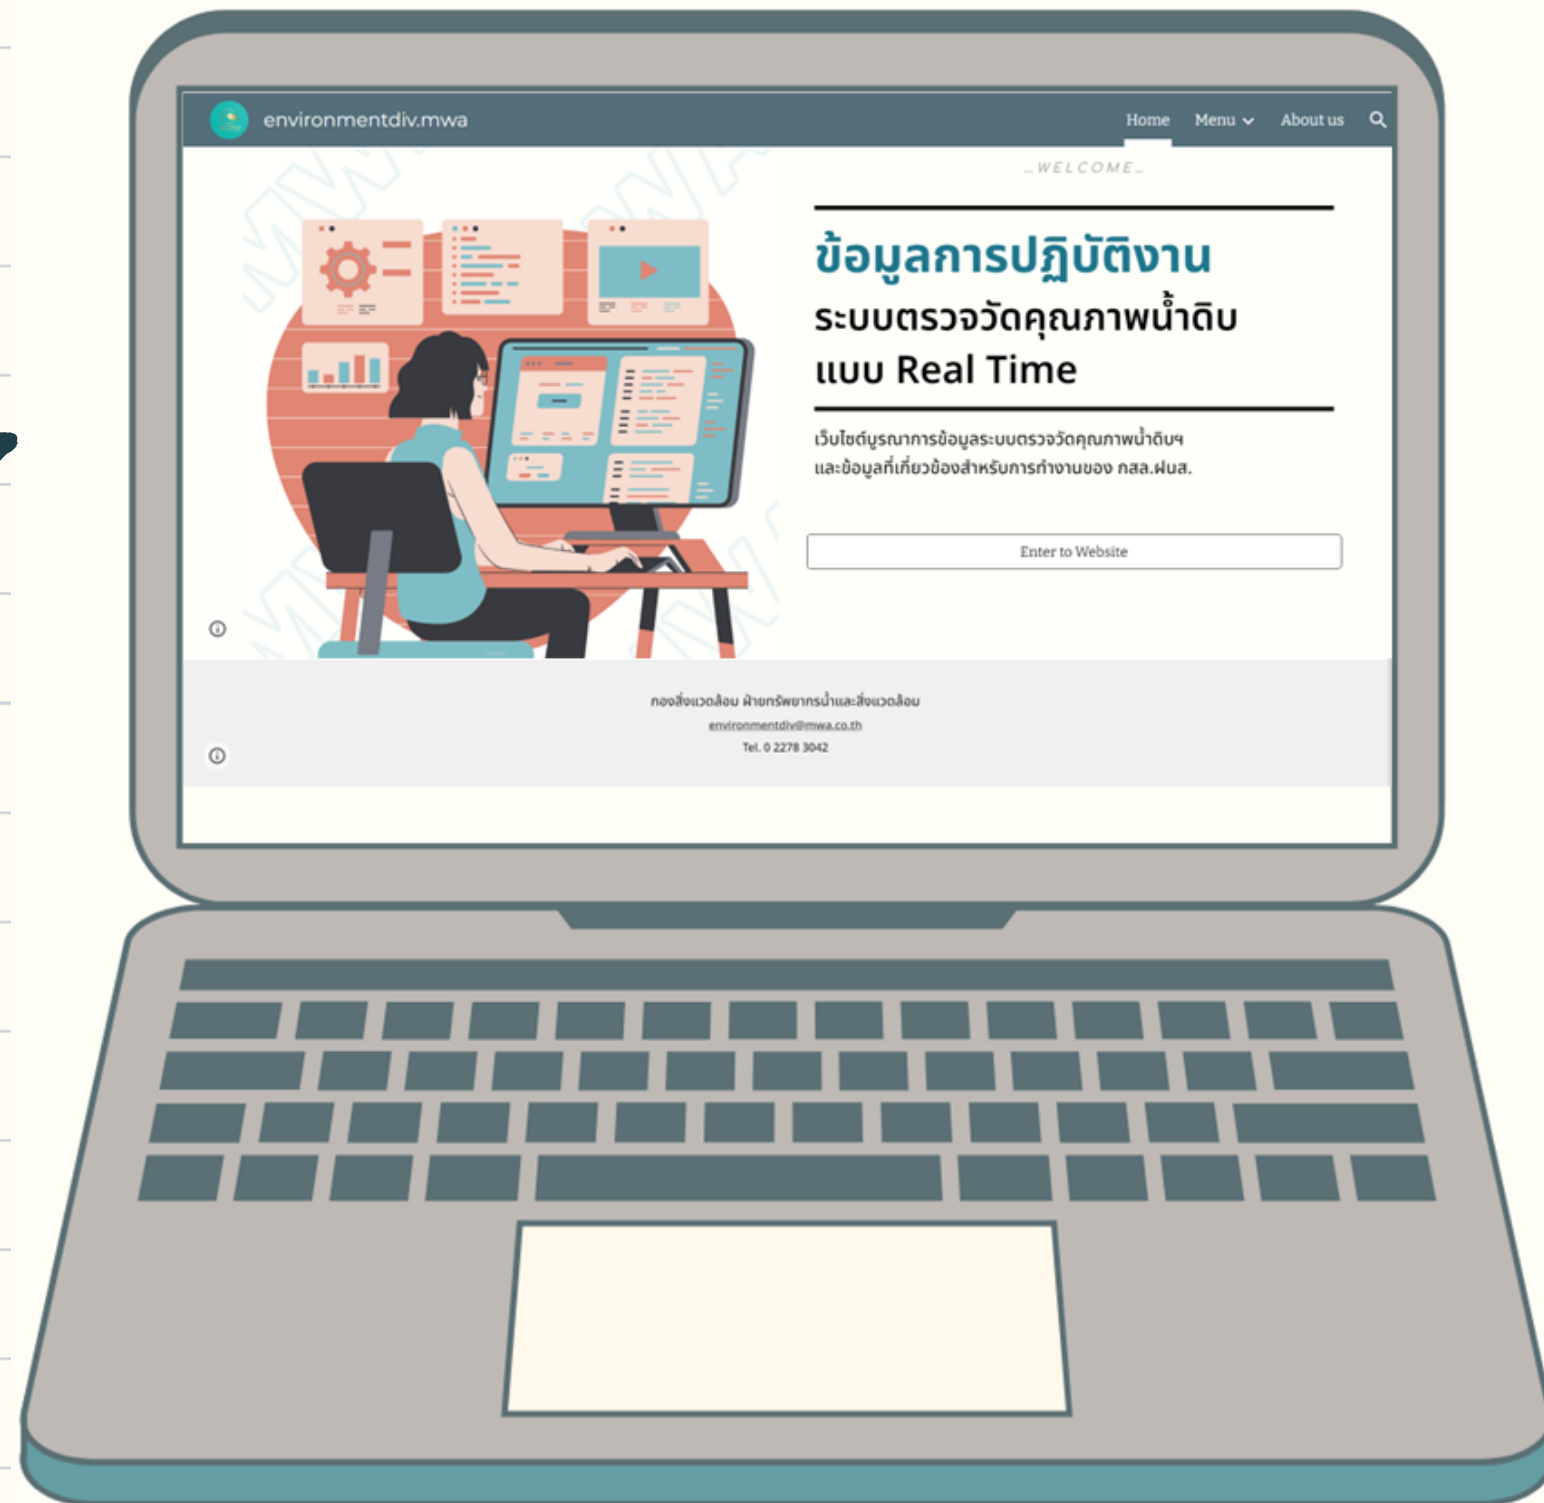 environmentdiv.mwa
Home Menu About us
_WELCOME_
ข้อมูลการปฏิบัติงาน
ระบบตรวจวัดคุณภาพน้ำดิบ
แบบ Real Time
เว็บไซต์บูรณาการข้อมูลระบบตรวจวัดคุณภาพน้ำดิบฯ
และข้อมูลที่เกี่ยวข้องสำหรับการทำงานของ กสล.ฝนส.
Enter to Website
กองสิ่งแวดล้อม ฝ่ายทรัพยากรน้ำและสิ่งแวดล้อม
environmentdiv@mwa.co.th
Tel. 0 2278 3042